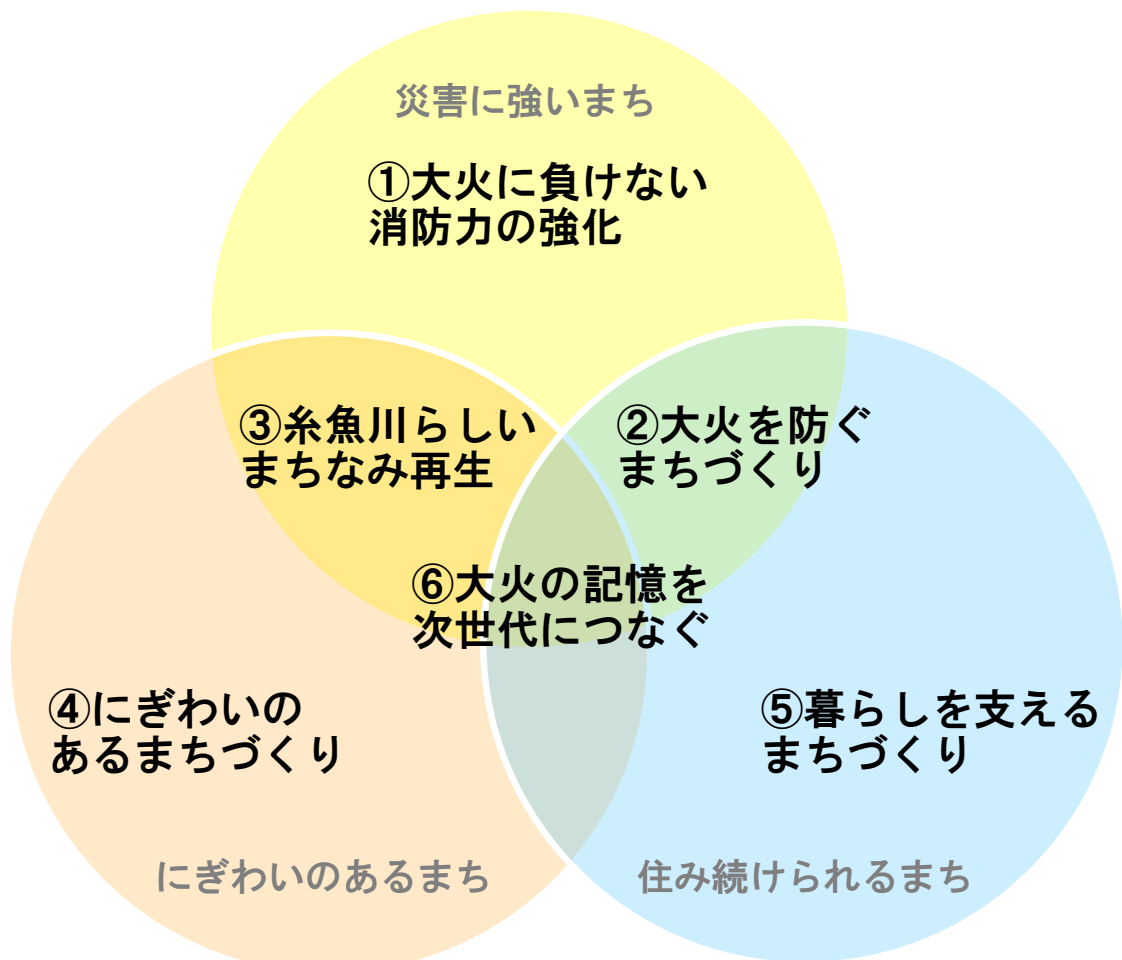 災害に強いまち
①大火に負けない
消防力の強化
③糸魚川らしい
まちなみ再生
②大火を防ぐ
まちづくり
⑥大火の記憶を
次世代につなぐ
④にぎわいの
あるまちづくり
⑤暮らしを支える
まちづくり
にぎわいのあるまち
住み続けられるまち